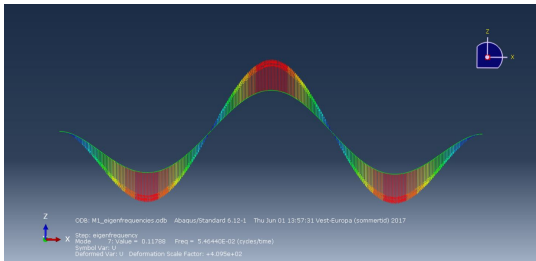 Z
X
ODB: M1_eigenfrequencies.odb    Abaqus/Standard 6.12-1    Thu Jun 01 13:57:31 Vest-Europa (sommertid) 2017
Z
X
Step: eigenfrequency
Mode       7: Value =  0.11788    Freq =  5.46440E-02 (cycles/time)
Symbol Var: U
Deformed Var: U   Deformation Scale Factor: +4.095e+02